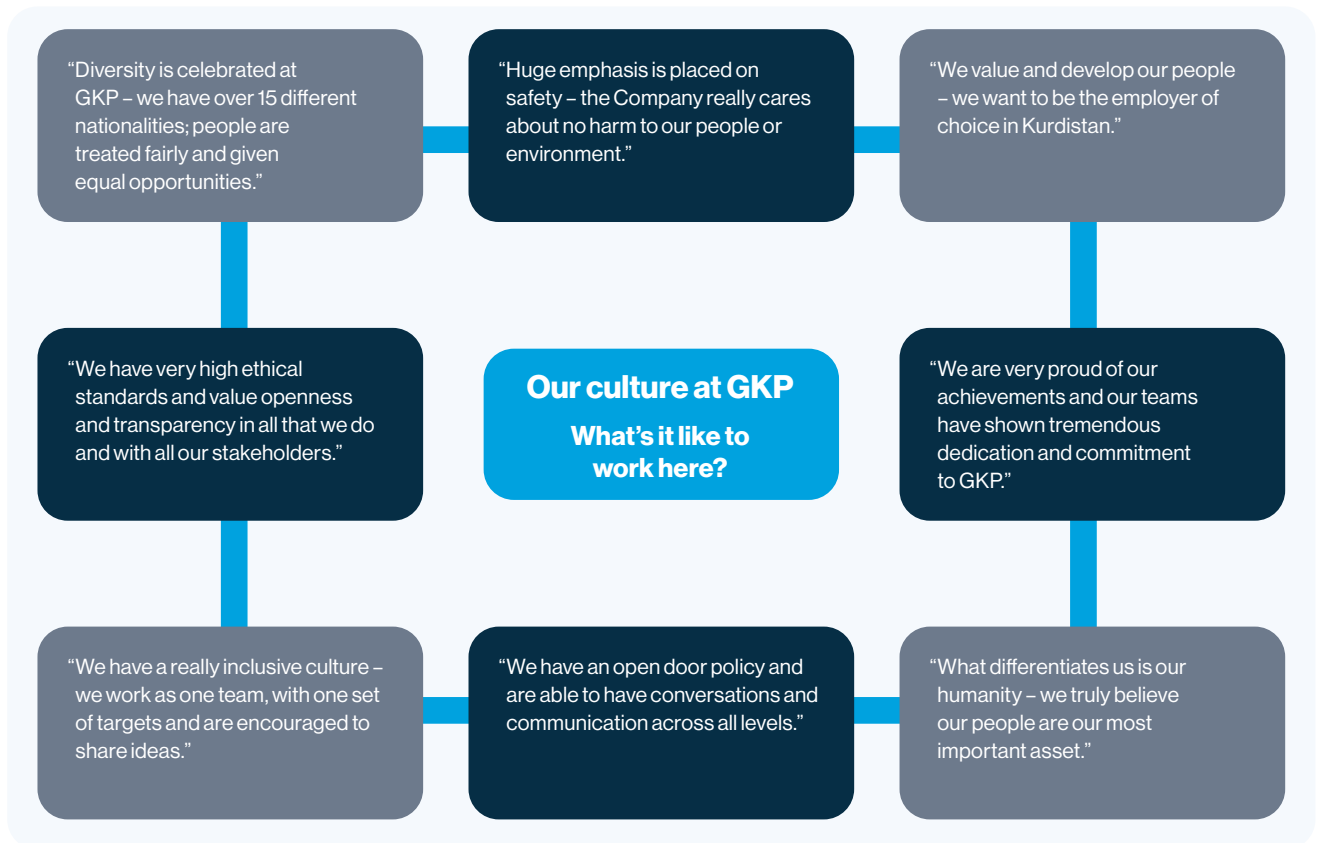 “Diversity is celebrated at
GKP – we have over 15 different
nationalities; people are
treated fairly and given
equal opportunities.”
“Huge emphasis is placed on
safety – the Company really cares
about no harm to our people or
environment.”
“We value and develop our people
– we want to be the employer of
choice in Kurdistan.”
“We have very high ethical
standards and value openness
and transparency in all that we do
and with all our stakeholders.”
Our culture at GKP
What’s it like to
work here?
“We are very proud of our
achievements and our teams
have shown tremendous
dedication and commitment
to GKP.”
“We have a really inclusive culture –
we work as one team, with one set
of targets and are encouraged to
share ideas.”
“We have an open door policy and
are able to have conversations and
communication across all levels.”
“What differentiates us is our
humanity – we truly believe
our people are our most
important asset.”